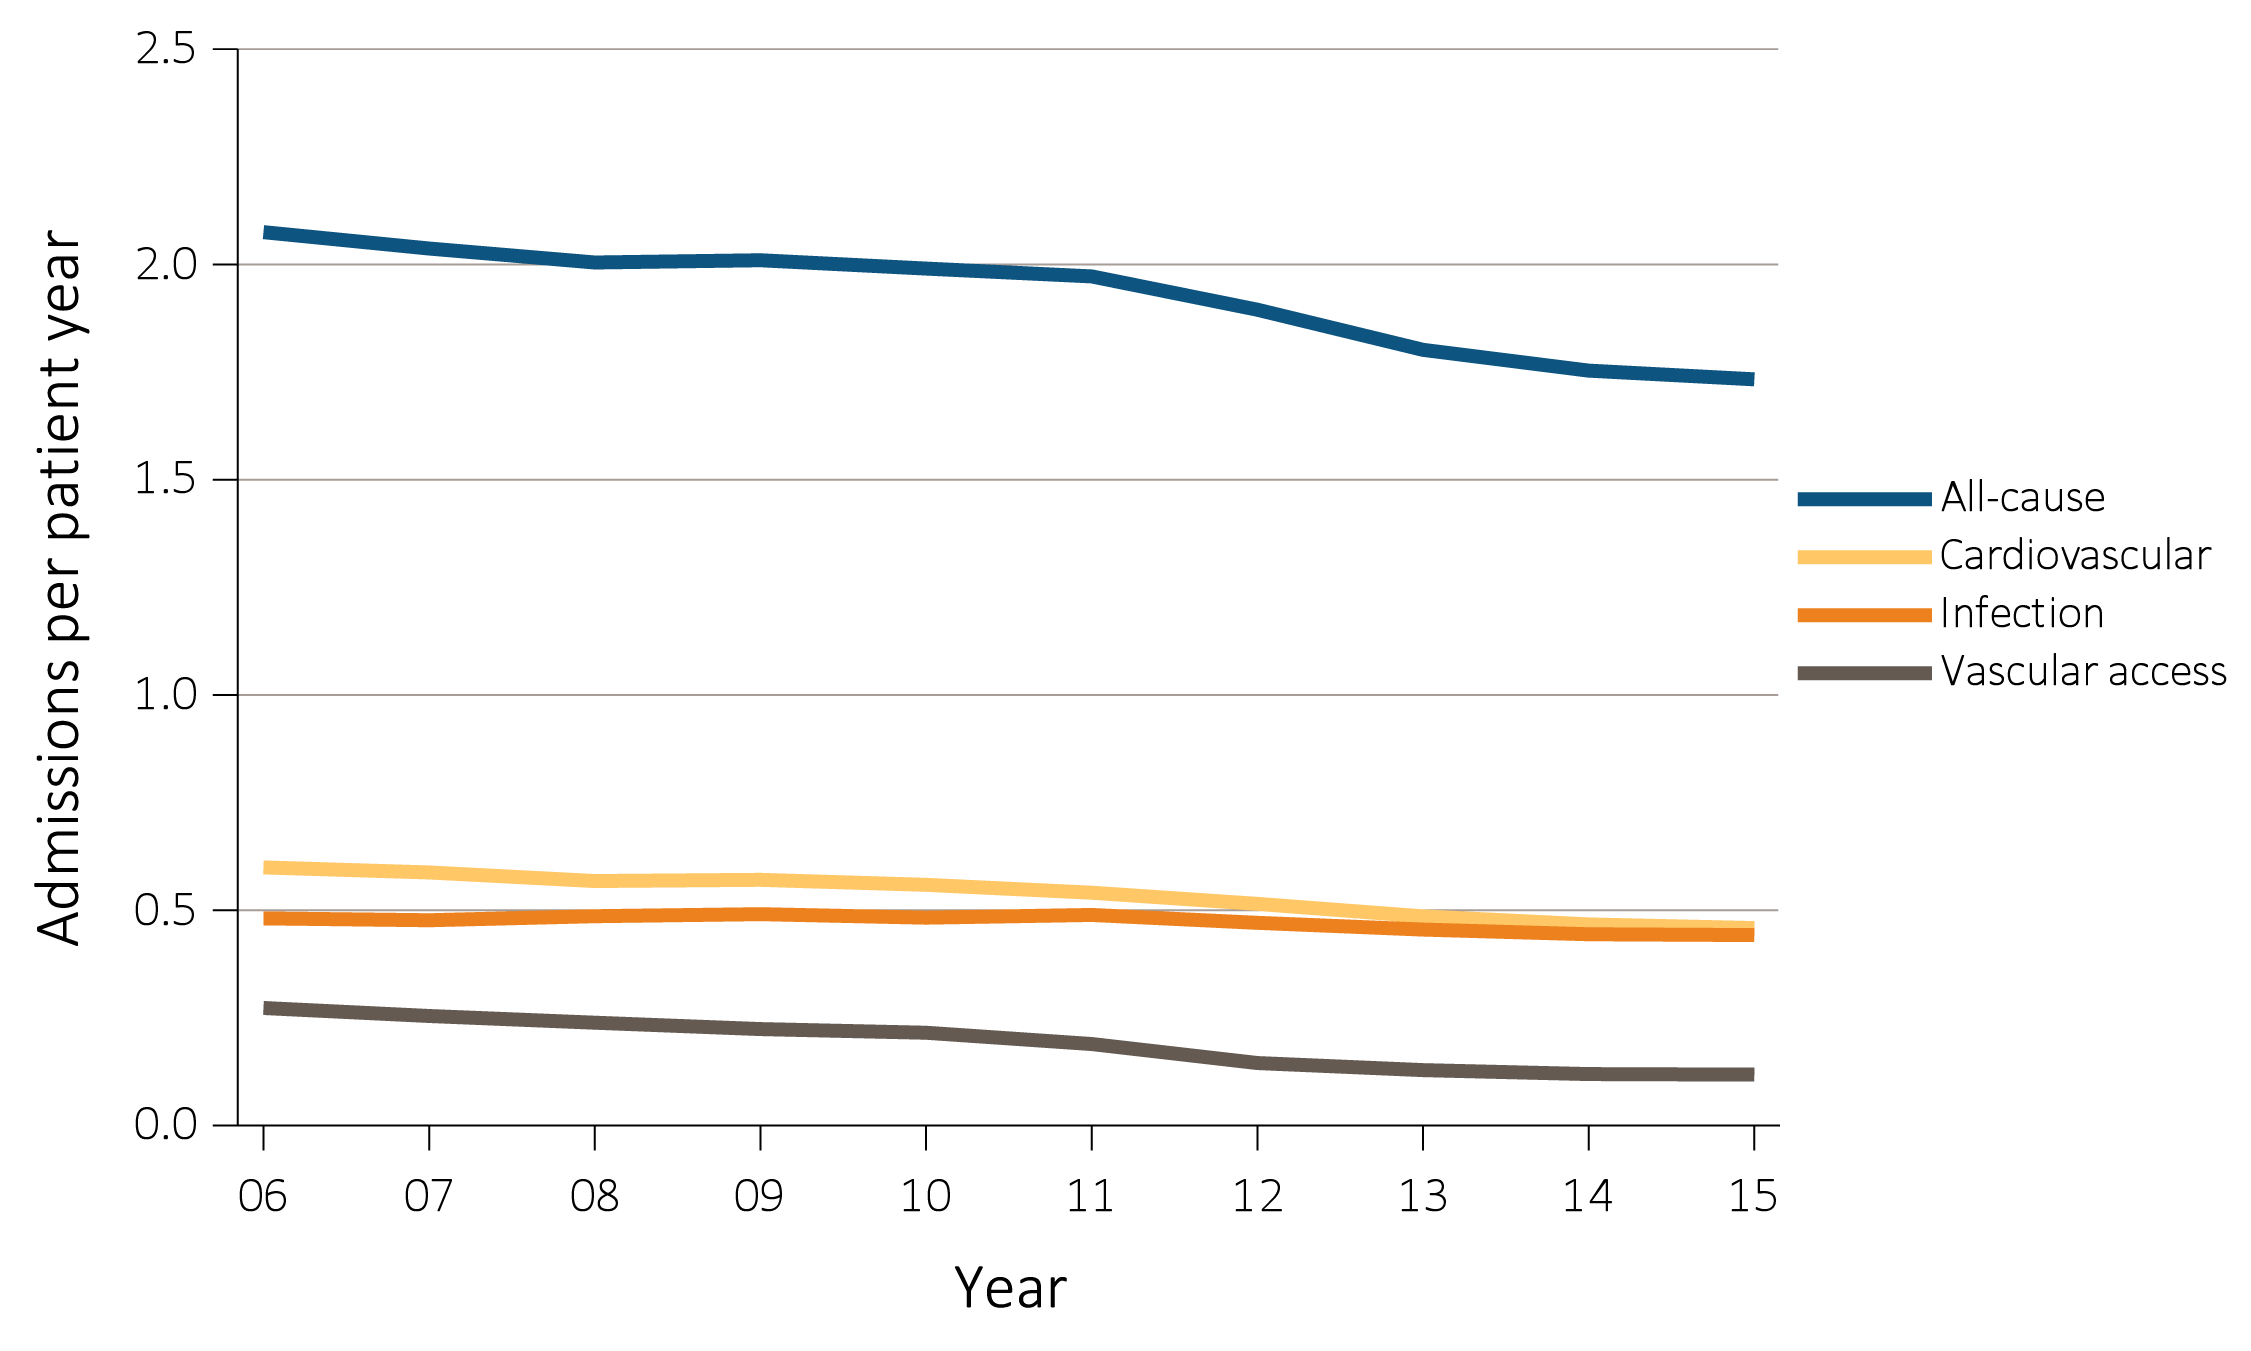 Admissions per patient year
2.5
2.0
1.5
1.0
0.5
0.0
06 07 08 09 10 11 12 13 14 15
Year
All-cause
Cardiovascular
Infection
Vascular access